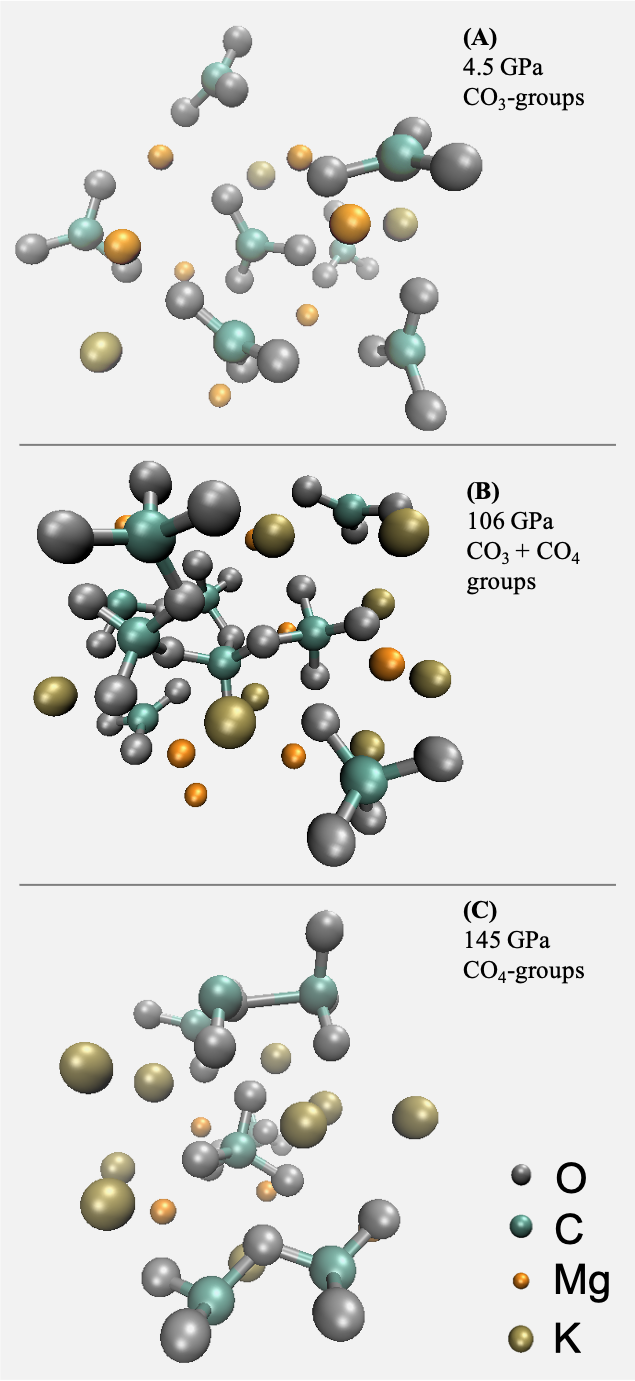 (A)
4.5 GPa
CO₃-groups
(B)
106 GPa
CO₃ + CO₄
groups
(C)
145 GPa
CO₄-groups
O
C
Mg
K